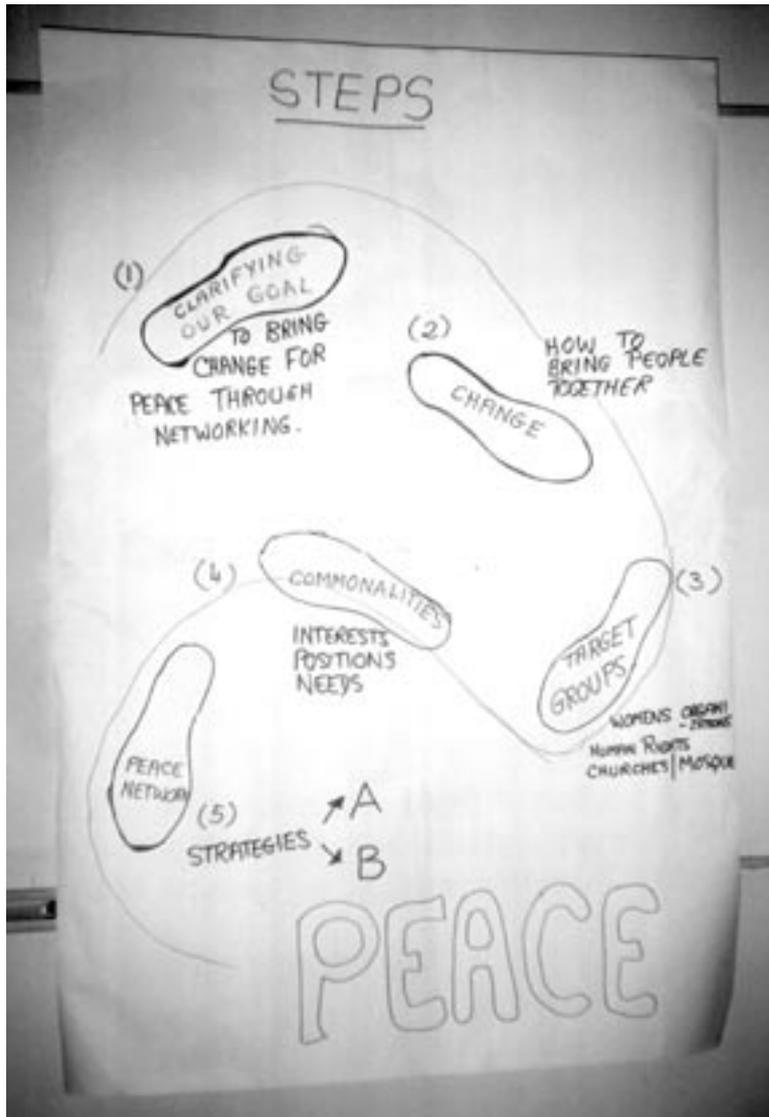 STEPS
(1)
CLARIFYING
OUR GOAL
TO BRING
CHANGE FOR
PEACE THROUGH
NETWORKING.
(2)
CHANGE
HOW TO
BRING PEOPLE
TOGETHER
(3)
TARGET
GROUPS
WOMENS ORGANI
-ZATIONS
HUMAN RIGHTS
CHURCHES | MOSQUE
(4)
COMMONALITIES
INTERESTS
POSITIONS
NEEDS
PEACE
NETWORK
(5)
STRATEGIES
A
B
PEACE